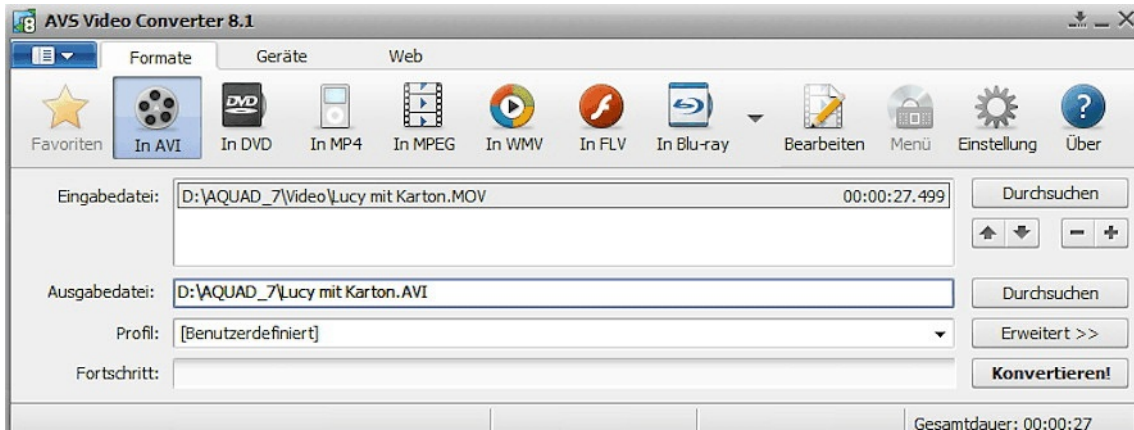 AVS Video Converter 8.1
Formate Geräte Web
Favoriten In AVI In DVD In MP4 In MPEG In WMV In FLV In Blu-ray Bearbeiten Menü Einstellung Über
Eingabedatei: D:\AQUAD_7\Video\Lucy mit Karton.MOV 00:00:27.499 Durchsuchen
Ausgabedatei: D:\AQUAD_7\Lucy mit Karton.AVI Durchsuchen
Profil: [Benutzerdefiniert] Erweitert >>
Fortschritt: Konvertieren!
Gesamtdauer: 00:00:27